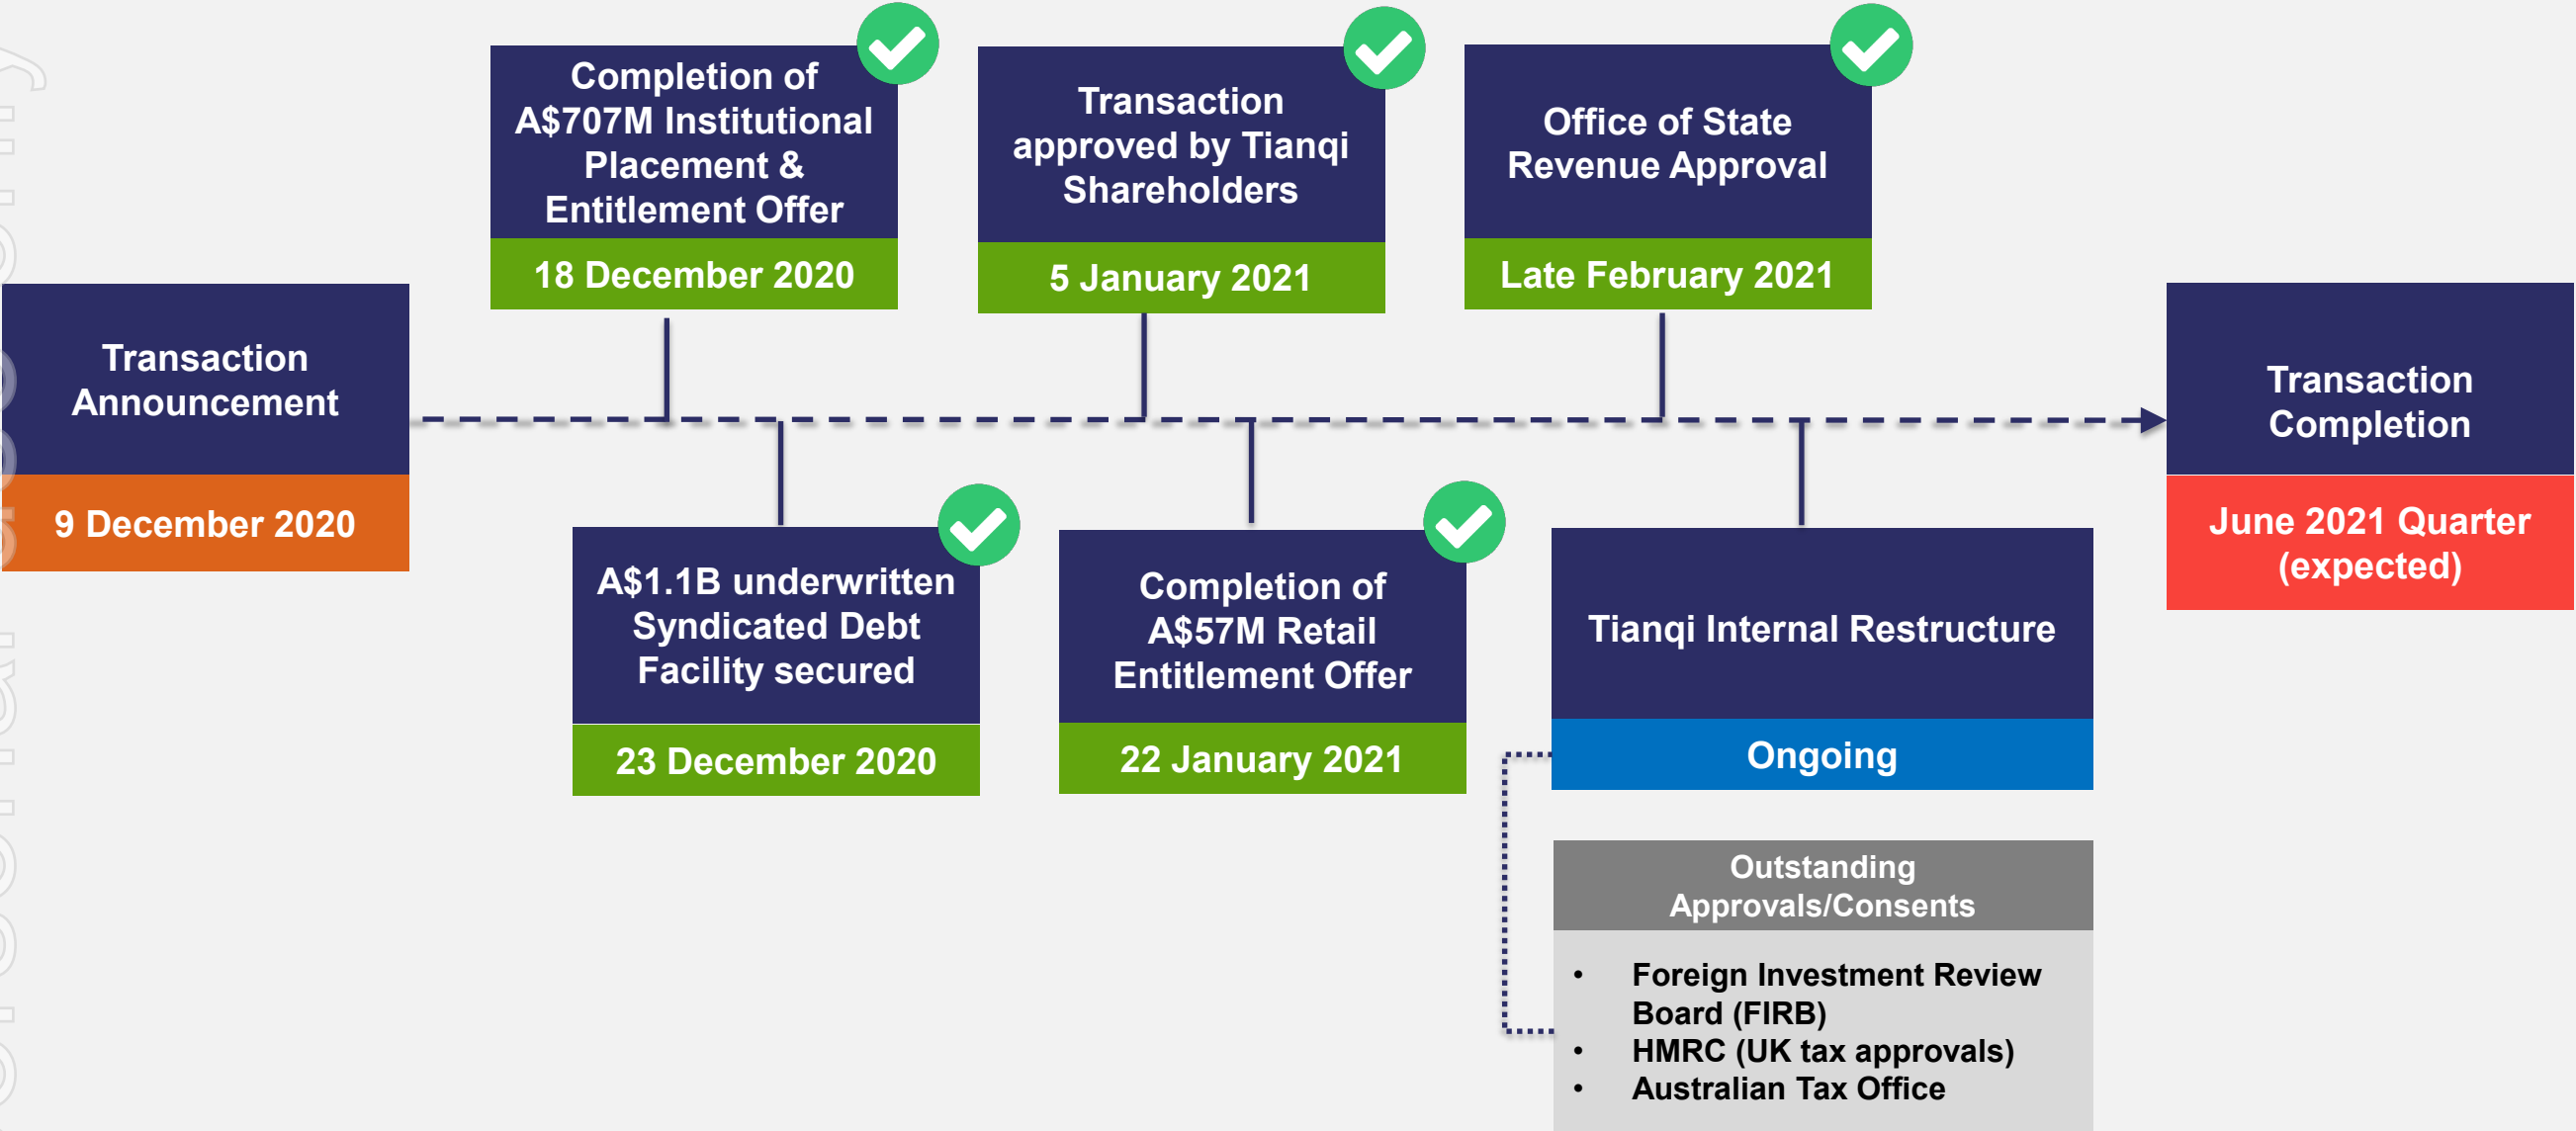 Transaction
Announcement
9 December 2020
Completion of
A$707M Institutional
Placement &
Entitlement Offer
18 December 2020
A$1.1B underwritten
Syndicated Debt
Facility secured
23 December 2020
Transaction
approved by Tianqi
Shareholders
5 January 2021
Completion of
A$57M Retail
Entitlement Offer
22 January 2021
Office of State
Revenue Approval
Late February 2021
Tianqi Internal Restructure
Ongoing
Outstanding
Approvals/Consents
• Foreign Investment Review
Board (FIRB)
• HMRC (UK tax approvals)
• Australian Tax Office
Transaction
Completion
June 2021 Quarter
(expected)